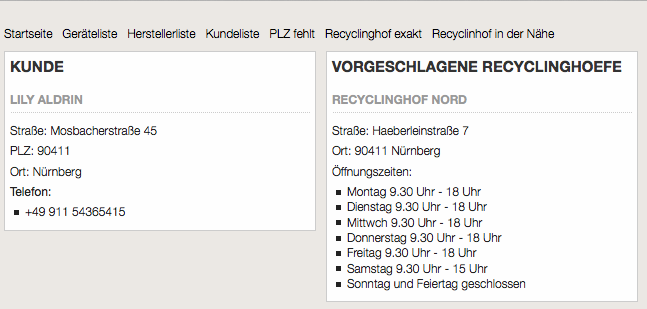 Startseite Geräteliste Herstellerliste Kundeliste PLZ fehlt Recyclinghof exakt Recyclinhof in der Nähe
KUNDE
LILY ALDRIN
Straße: Mosbacherstraße 45
PLZ: 90411
Ort: Nürnberg
Telefon:
+49 911 54365415
VORGESCHLAGENE RECYCLINGHOEFE
RECYCLINGHOF NORD
Straße: Haeberleinstraße 7
Ort: 90411 Nürnberg
Öffnungszeiten:
Montag 9.30 Uhr - 18 Uhr
Dienstag 9.30 Uhr - 18 Uhr
Mittwch 9.30 Uhr - 18 Uhr
Donnerstag 9.30 Uhr - 18 Uhr
Freitag 9.30 Uhr - 18 Uhr
Samstag 9.30 Uhr - 15 Uhr
Sonntag und Feiertag geschlossen